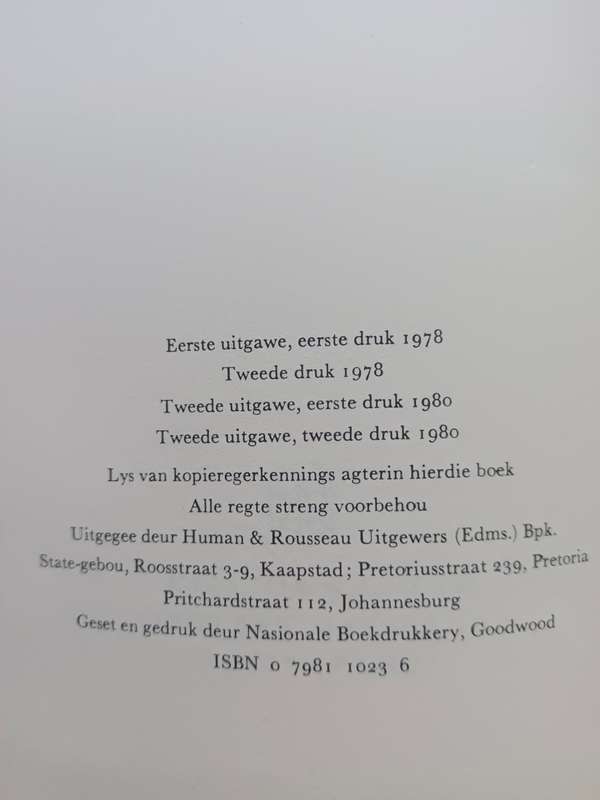 Eerste uitgawe, eerste druk 1978
Tweede druk 1978
Tweede uitgawe, eerste druk 1980
Tweede uitgawe, tweede druk 1980
Lys van kopieregerkennings agterin hierdie boek
Alle regte streng voorbehou
Uitgegee deur Human & Rousseau Uitgewers (Edms.) Bpk.
State-gebou, Roosstraat 3-9, Kaapstad; Pretoriusstraat 239, Pretoria
Pritchardstraat 112, Johannesburg
Geset en gedruk deur Nasionale Boekdrukkery, Goodwood
ISBN 0 7981 1023 6